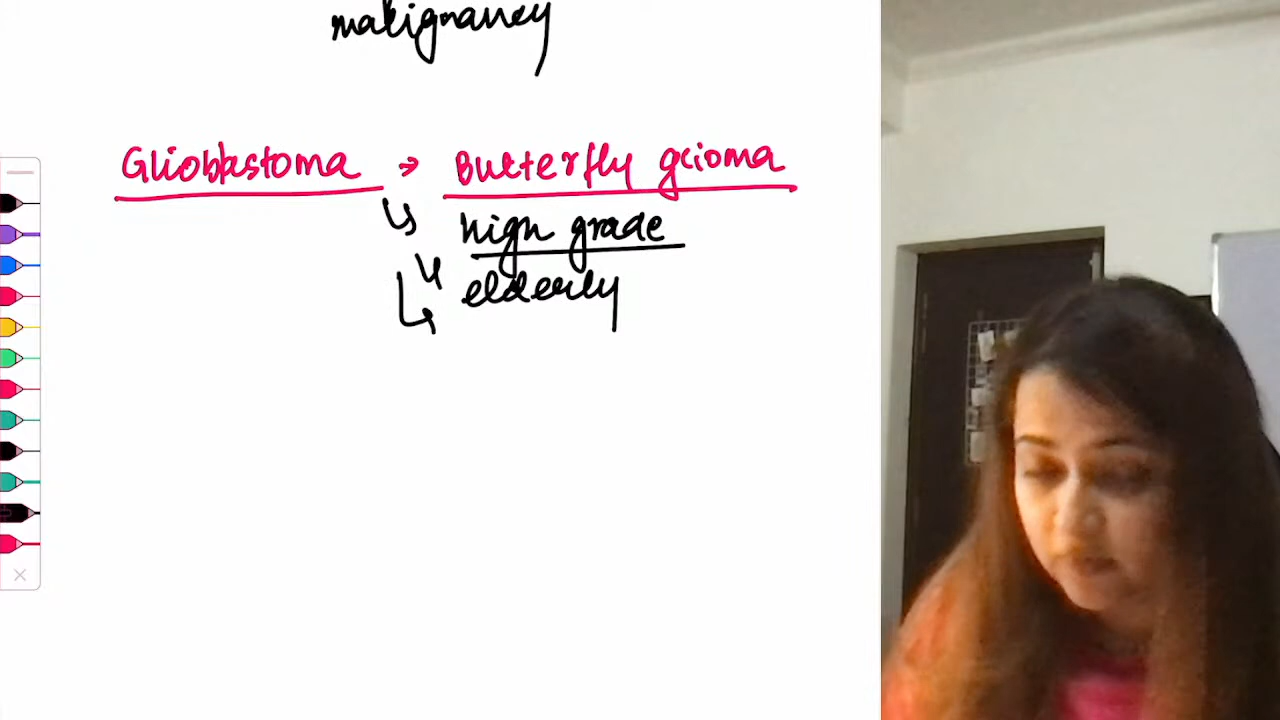 malignancy
Glioblastoma → Butterfly glioma
↳ high grade
↳ elderly
↳